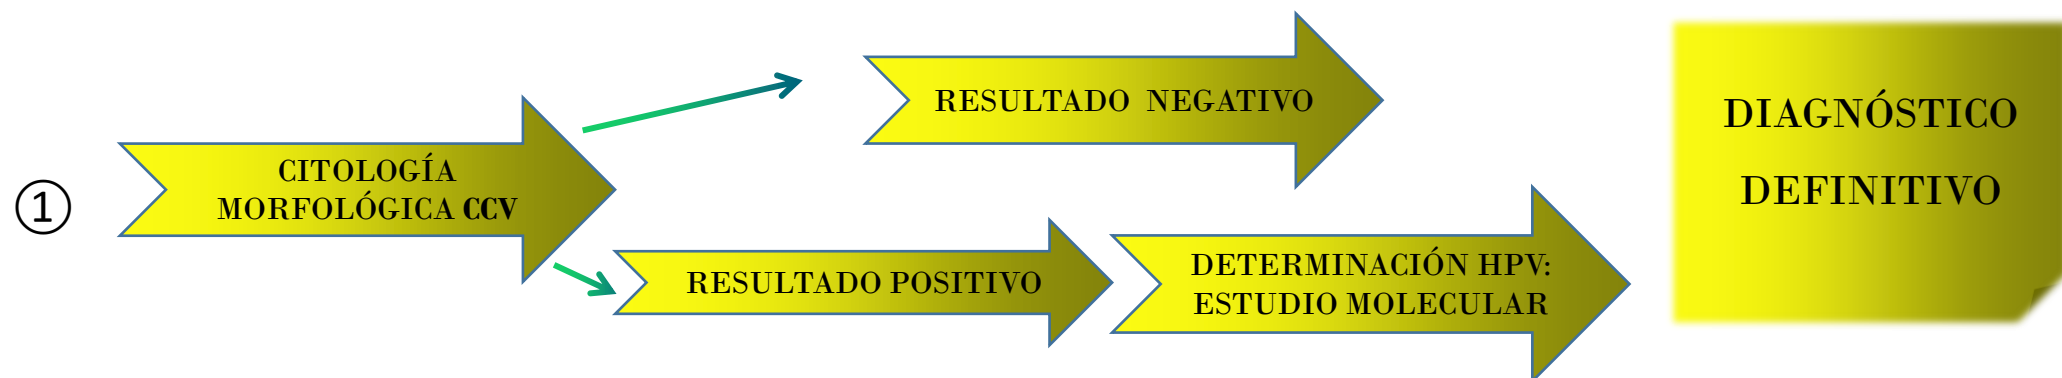 ①
CITOLOGÍA
MORFOLÓGICA CCV
RESULTADO NEGATIVO
RESULTADO POSITIVO
DETERMINACIÓN HPV:
ESTUDIO MOLECULAR
DIAGNÓSTICO
DEFINITIVO